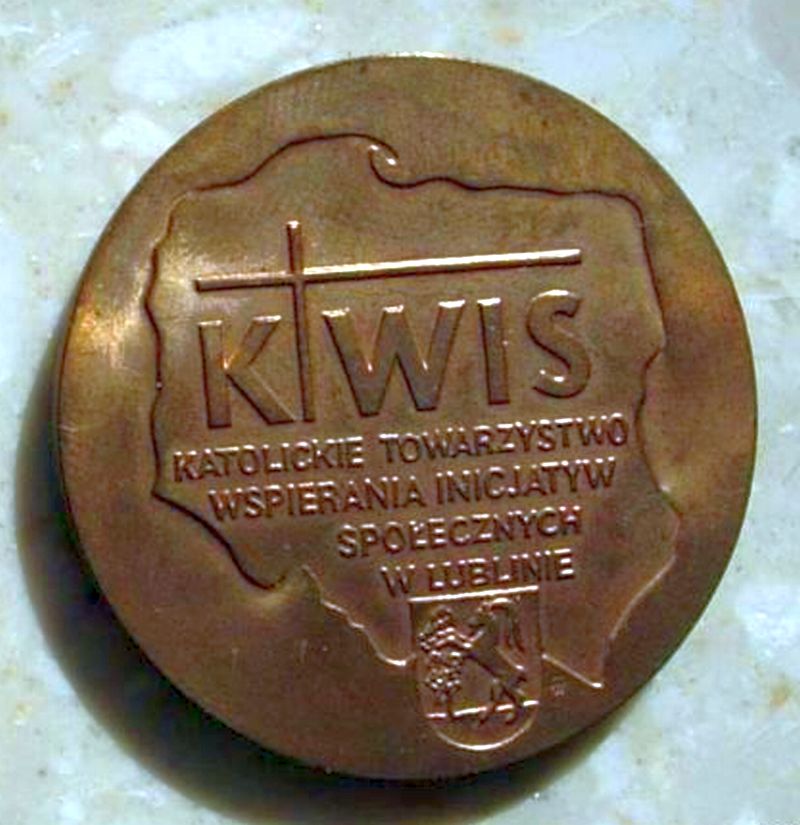 KTWIS
KATOLICKIE TOWARZYSTWO
WSPIERANIA INICJATYW
SPOŁECZNYCH
W LUBLINIE